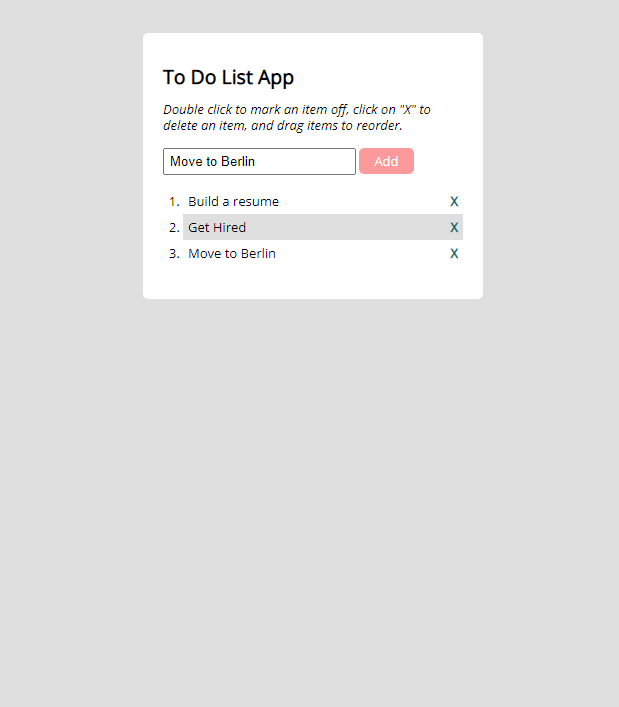 To Do List App
Double click to mark an item off, click on "X" to
delete an item, and drag items to reorder.
Move to Berlin Add
1. Build a resume X
2. Get Hired X
3. Move to Berlin X